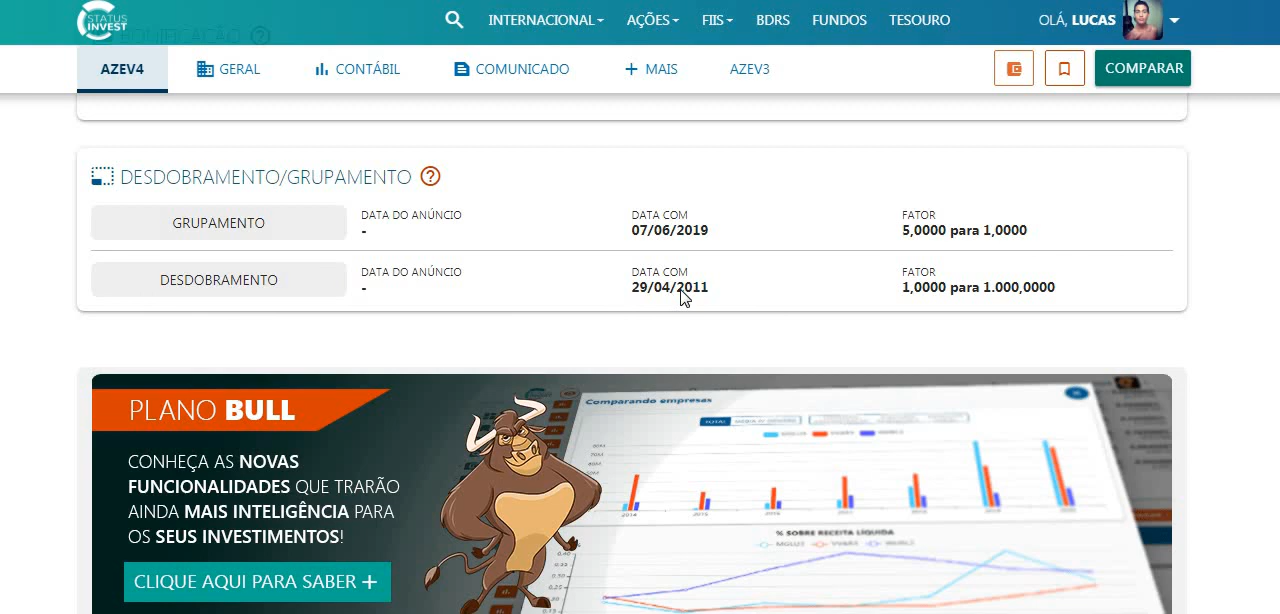 STATUS
INVEST
INTERNACIONAL
AÇÕES
FIIS
BDRS
FUNDOS
TESOURO
OLÁ, LUCAS
BONIFICAÇÃO
AZEV4
GERAL
CONTÁBIL
COMUNICADO
MAIS
AZEV3
COMPARAR
DESDOBRAMENTO/GRUPAMENTO
GRUPAMENTO
DATA DO ANÚNCIO
-
DATA COM
07/06/2019
FATOR
5,0000 para 1,0000
DESDOBRAMENTO
DATA DO ANÚNCIO
-
DATA COM
29/04/2011
FATOR
1,0000 para 1.000,0000
PLANO BULL
CONHEÇA AS NOVAS
FUNCIONALIDADES QUE TRARÃO
AINDA MAIS INTELIGÊNCIA PARA
OS SEUS INVESTIMENTOS!
CLIQUE AQUI PARA SABER +
Comparando empresas
% SOBRE RECEITA LÍQUIDA